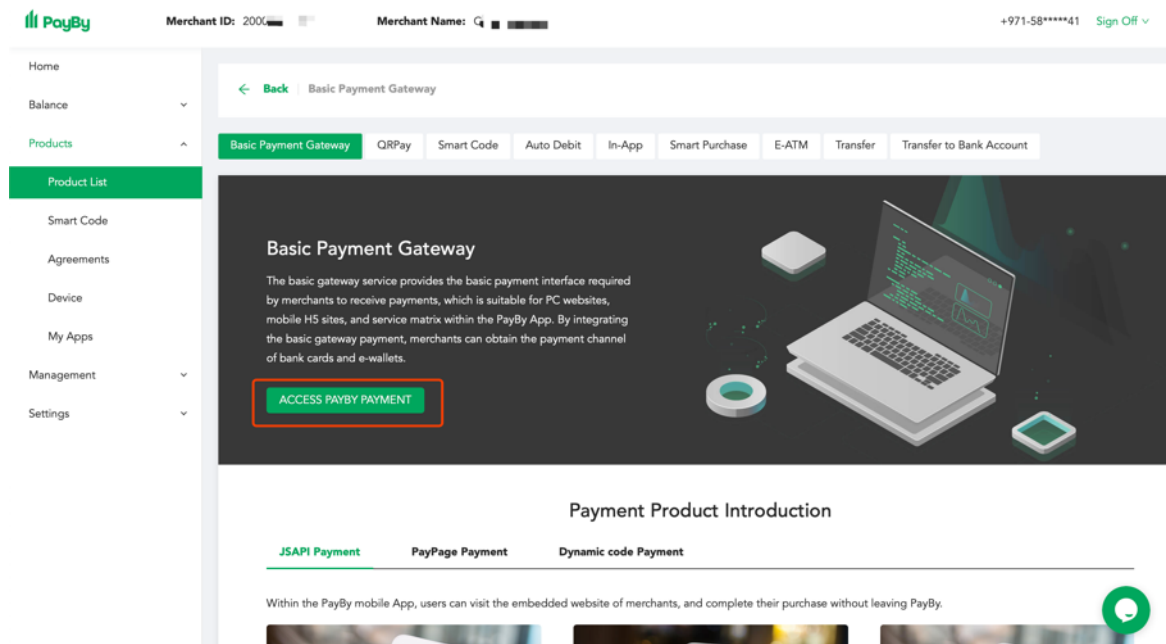 PayBy
Merchant ID: 200
Merchant Name: G
+971-58*****41 Sign Off
Home
Balance
Products
Product List
Smart Code
Agreements
Device
My Apps
Management
Settings
Back Basic Payment Gateway
Basic Payment Gateway QRPay Smart Code Auto Debit In-App Smart Purchase E-ATM Transfer Transfer to Bank Account
Basic Payment Gateway
The basic gateway service provides the basic payment interface required
by merchants to receive payments, which is suitable for PC websites,
mobile H5 sites, and service matrix within the PayBy App. By integrating
the basic gateway payment, merchants can obtain the payment channel
of bank cards and e-wallets.
ACCESS PAYBY PAYMENT
Payment Product Introduction
JSAPI Payment PayPage Payment Dynamic code Payment
Within the PayBy mobile App, users can visit the embedded website of merchants, and complete their purchase without leaving PayBy.